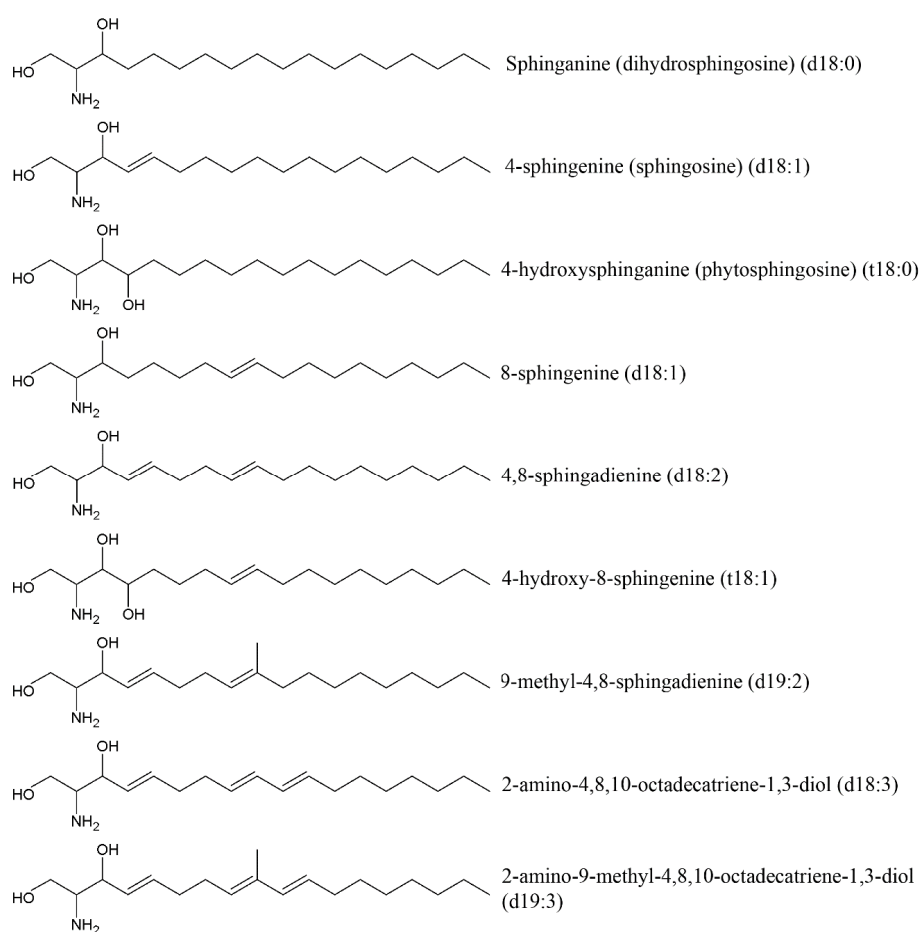 OH
HO
NH2
Sphinganine (dihydrosphingosine) (d18:0)
OH
HO
NH2
4-sphingenine (sphingosine) (d18:1)
OH
HO
NH2 OH
4-hydroxysphinganine (phytosphingosine) (t18:0)
OH
HO
NH2
8-sphingenine (d18:1)
OH
HO
NH2
4,8-sphingadienine (d18:2)
OH
HO
NH2 OH
4-hydroxy-8-sphingenine (t18:1)
OH
HO
NH2
9-methyl-4,8-sphingadienine (d19:2)
OH
HO
NH2
2-amino-4,8,10-octadecatriene-1,3-diol (d18:3)
OH
HO
NH2
2-amino-9-methyl-4,8,10-octadecatriene-1,3-diol
(d19:3)